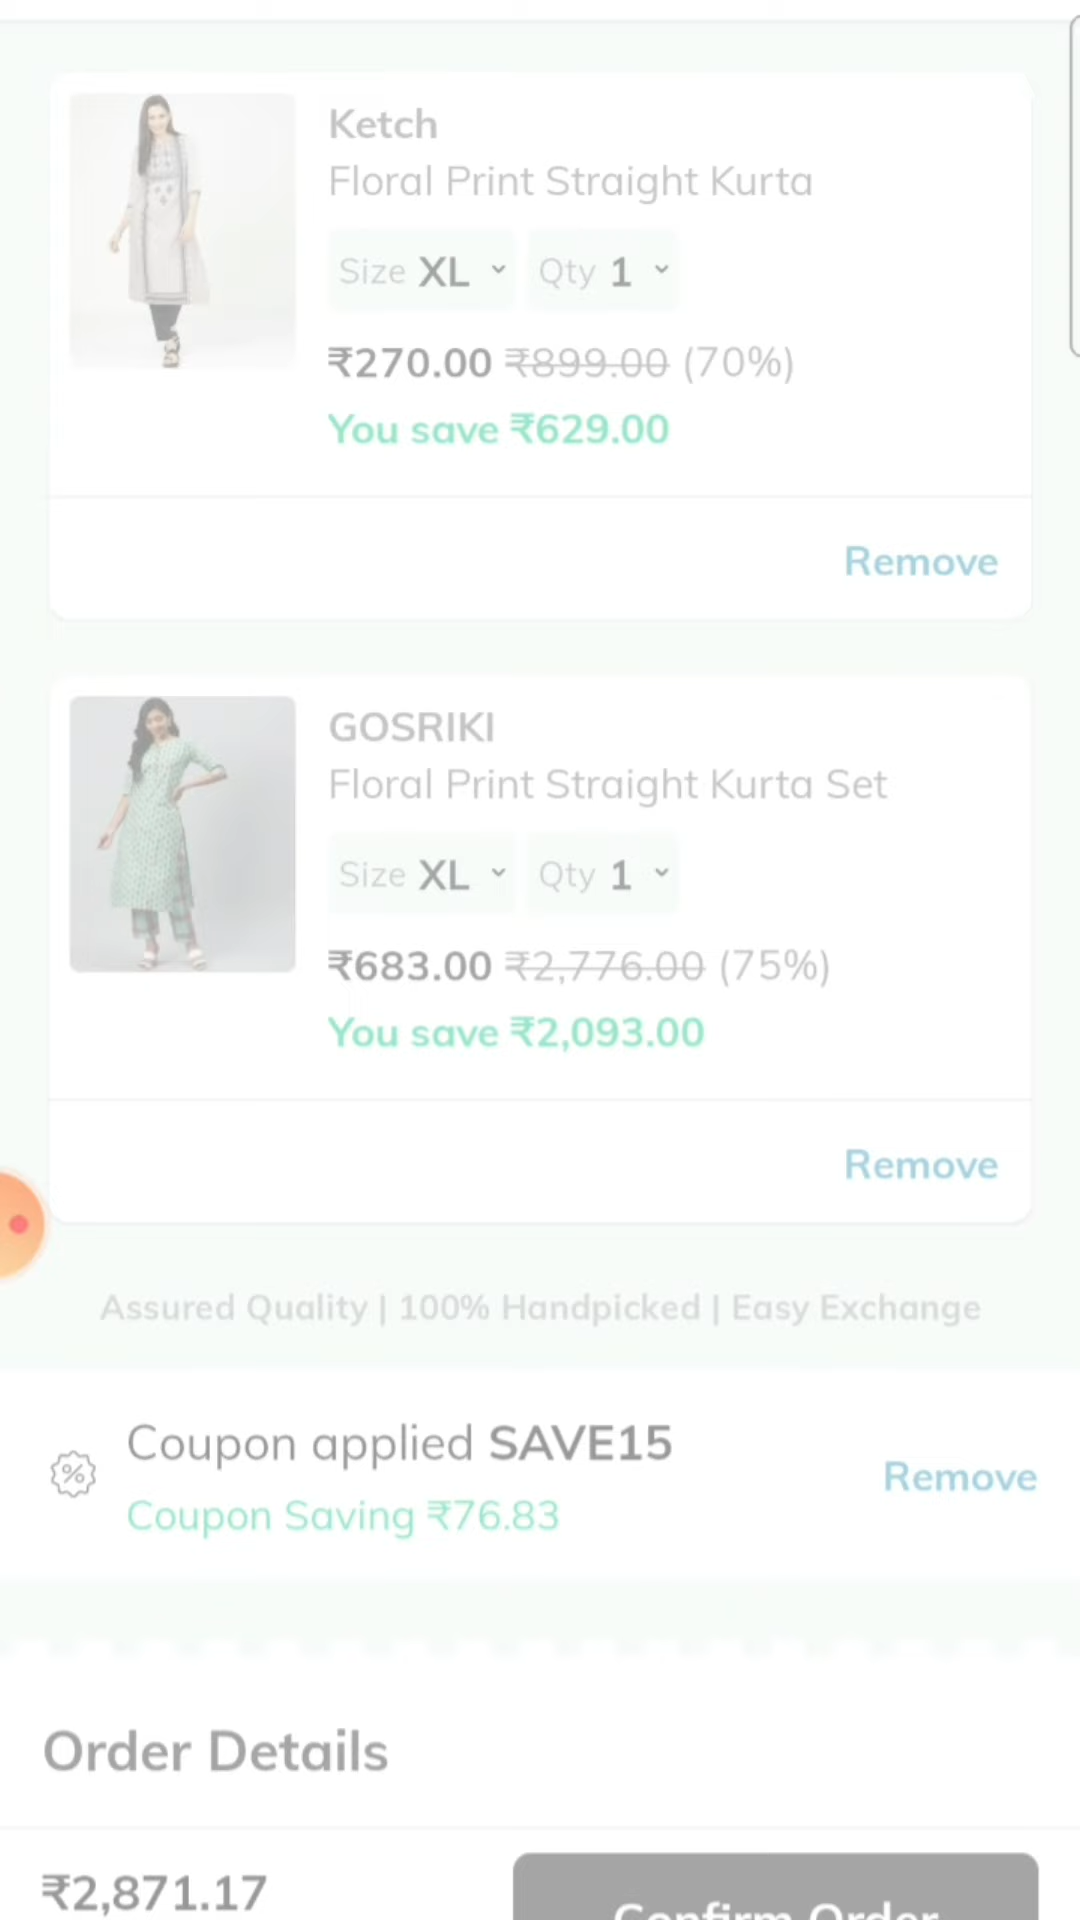 Ketch
Floral Print Straight Kurta
Size XL Qty 1
₹270.00 ₹899.00 (70%)
You save ₹629.00
Remove
GOSRIKI
Floral Print Straight Kurta Set
Size XL Qty 1
₹683.00 ₹2,776.00 (75%)
You save ₹2,093.00
Remove
Assured Quality | 100% Handpicked | Easy Exchange
Coupon applied SAVE15
Coupon Saving ₹76.83
Remove
Order Details
₹2,871.17
Confirm Order